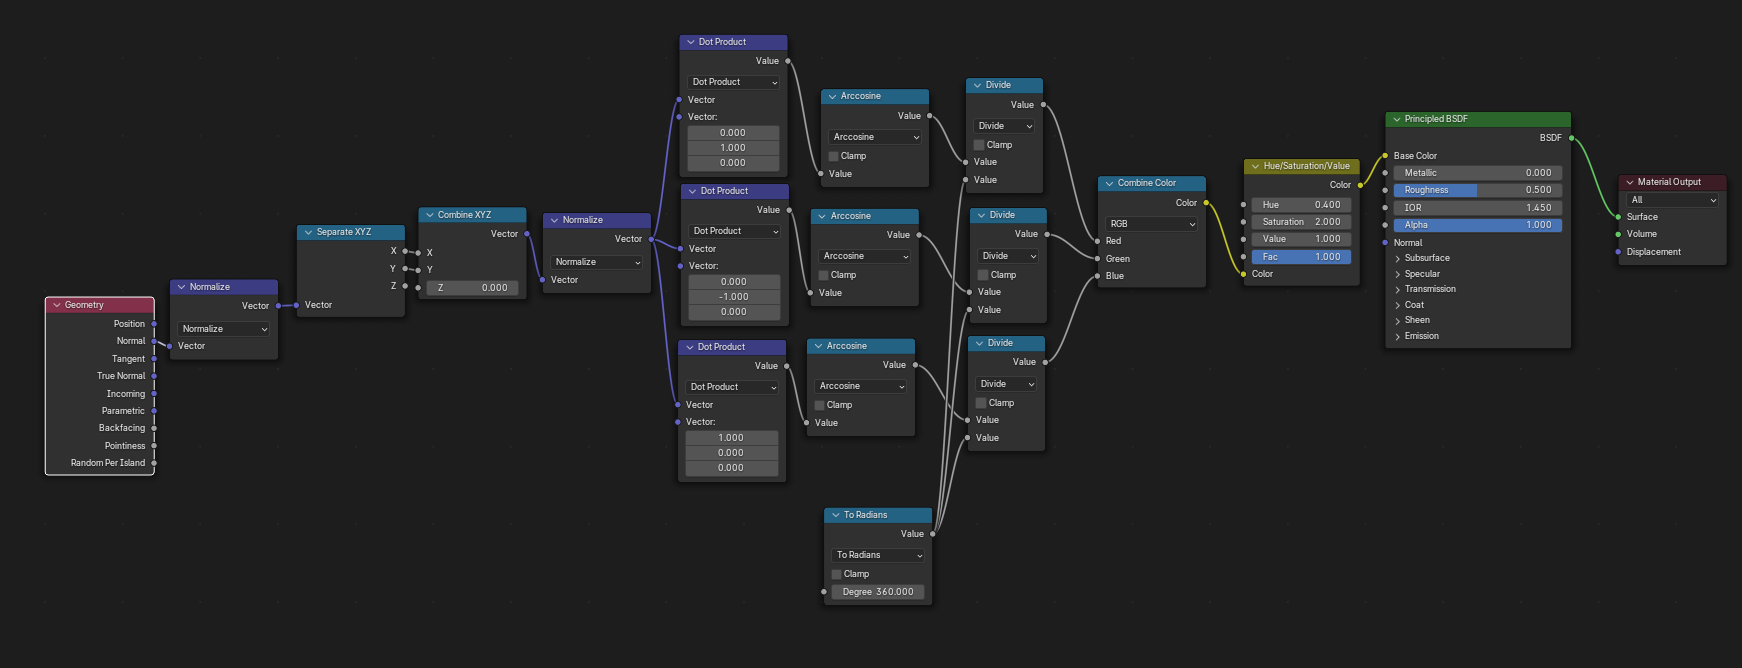 Geometry
Position
Normal
Tangent
True Normal
Incoming
Parametric
Backfacing
Pointiness
Random Per Island
Normalize
Vector
Normalize
Vector
Separate XYZ
X
Y
Z
Vector
Combine XYZ
Vector
X
Y
Z 0.000
Normalize
Vector
Normalize
Vector
Dot Product
Value
Dot Product
Vector
Vector:
0.000
1.000
0.000
Dot Product
Value
Dot Product
Vector
Vector:
0.000
-1.000
0.000
Dot Product
Value
Dot Product
Vector
Vector:
1.000
0.000
0.000
Arccosine
Value
Arccosine
Clamp
Value
Arccosine
Value
Arccosine
Clamp
Value
Arccosine
Value
Arccosine
Clamp
Value
To Radians
Value
To Radians
Clamp
Degree 360.000
Divide
Value
Divide
Clamp
Value
Value
Divide
Value
Divide
Clamp
Value
Value
Divide
Value
Divide
Clamp
Value
Value
Combine Color
Color
RGB
Red
Green
Blue
Hue/Saturation/Value
Color
Hue 0.400
Saturation 2.000
Value 1.000
Fac 1.000
Color
Principled BSDF
BSDF
Base Color
Metallic 0.000
Roughness 0.500
IOR 1.450
Alpha 1.000
Normal
Subsurface
Specular
Transmission
Coat
Sheen
Emission
Material Output
All
Surface
Volume
Displacement